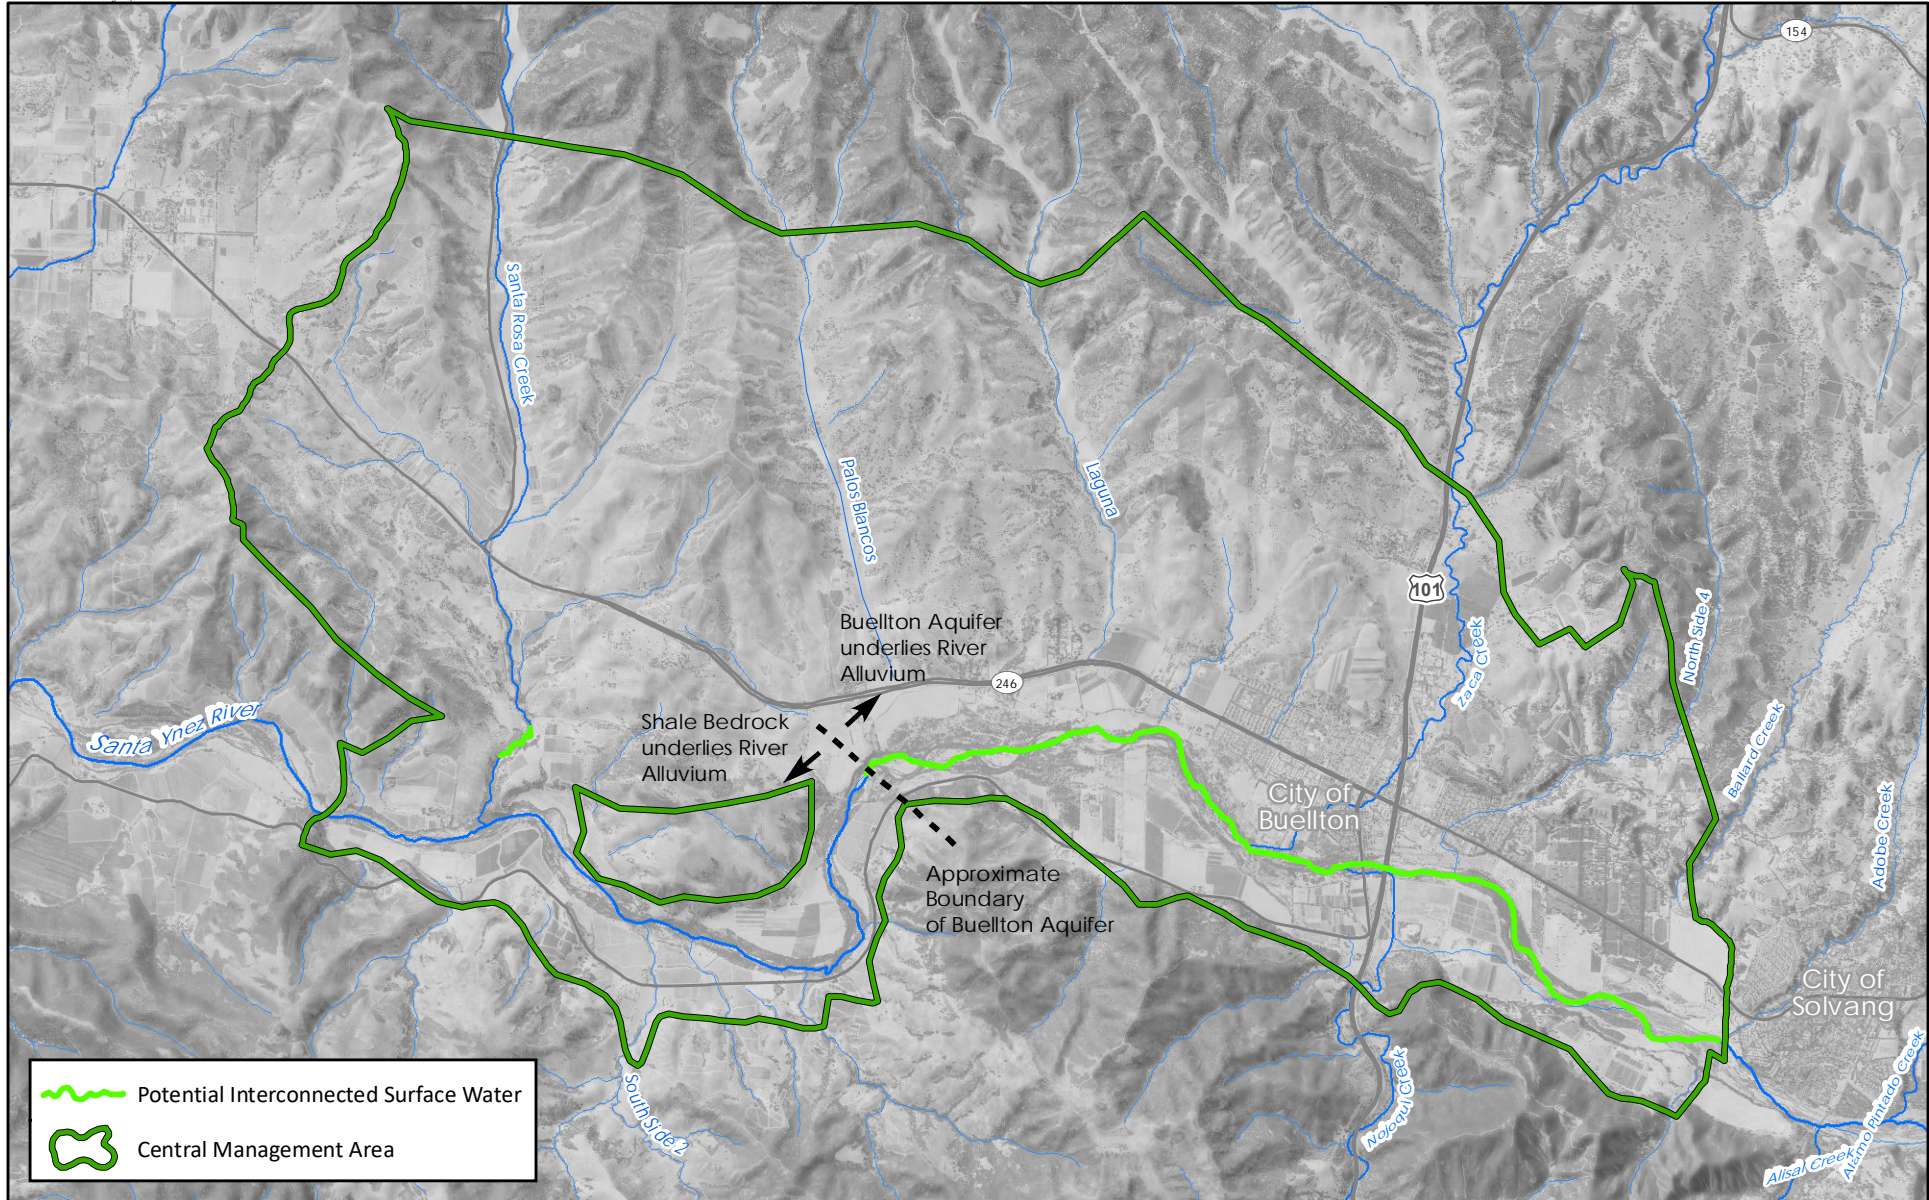 154
Santa Rosa Creek
Palos Blancos
Laguna
101
North Side 4
Zaca Creek
Buellton Aquifer
underlies River
Alluvium
246
Santa Ynez River
Shale Bedrock
underlies River
Alluvium
Ballard Creek
City of
Buellton
Adobe Creek
Approximate
Boundary
of Buellton Aquifer
City of
Solvang
South Side 2
Nojoqui Creek
Alamo Pintado Creek
Alisal Creek
Potential Interconnected Surface Water
Central Management Area